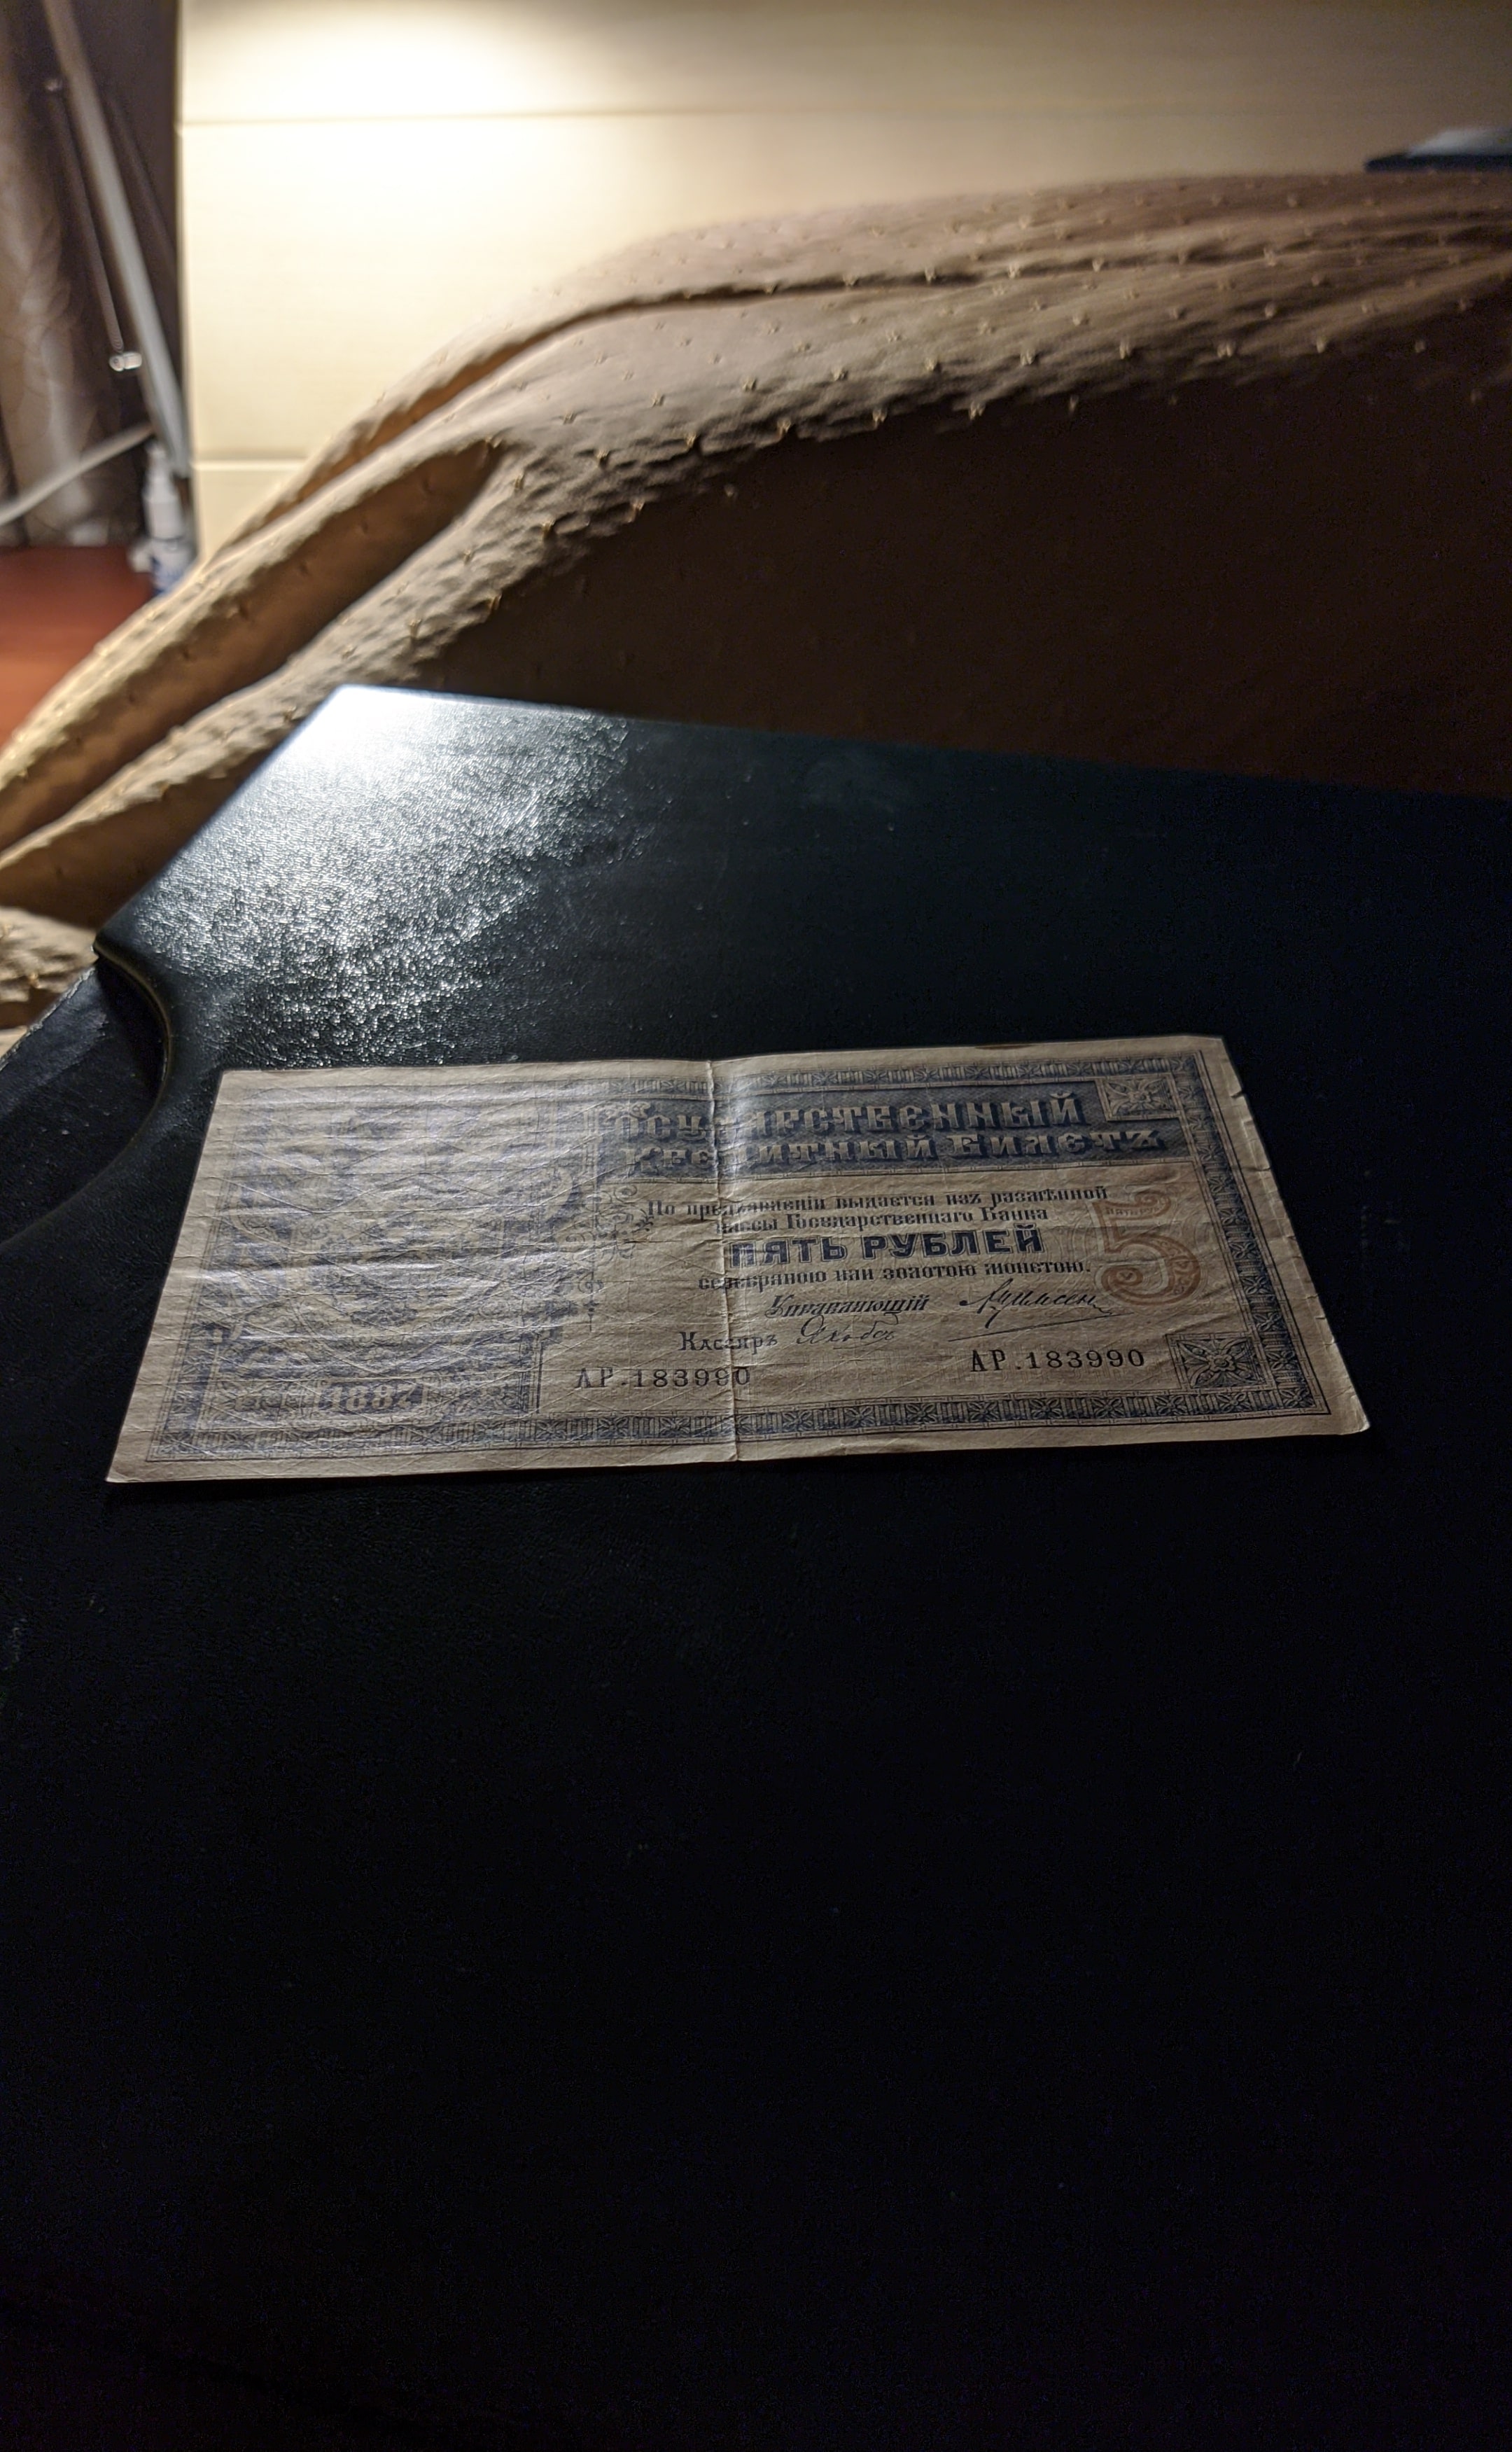 ГОСУДАРСТВЕННЫЙ
КРЕДИТНЫЙ БИЛЕТЪ
По предъявленіи выдается изъ размѣнной
кассы Государственнаго Банка
ПЯТЬ РУБЛЕЙ
серебряною или золотою монетою.
5
Управляющій
Кассиръ
АР.183990
АР.183990
1887